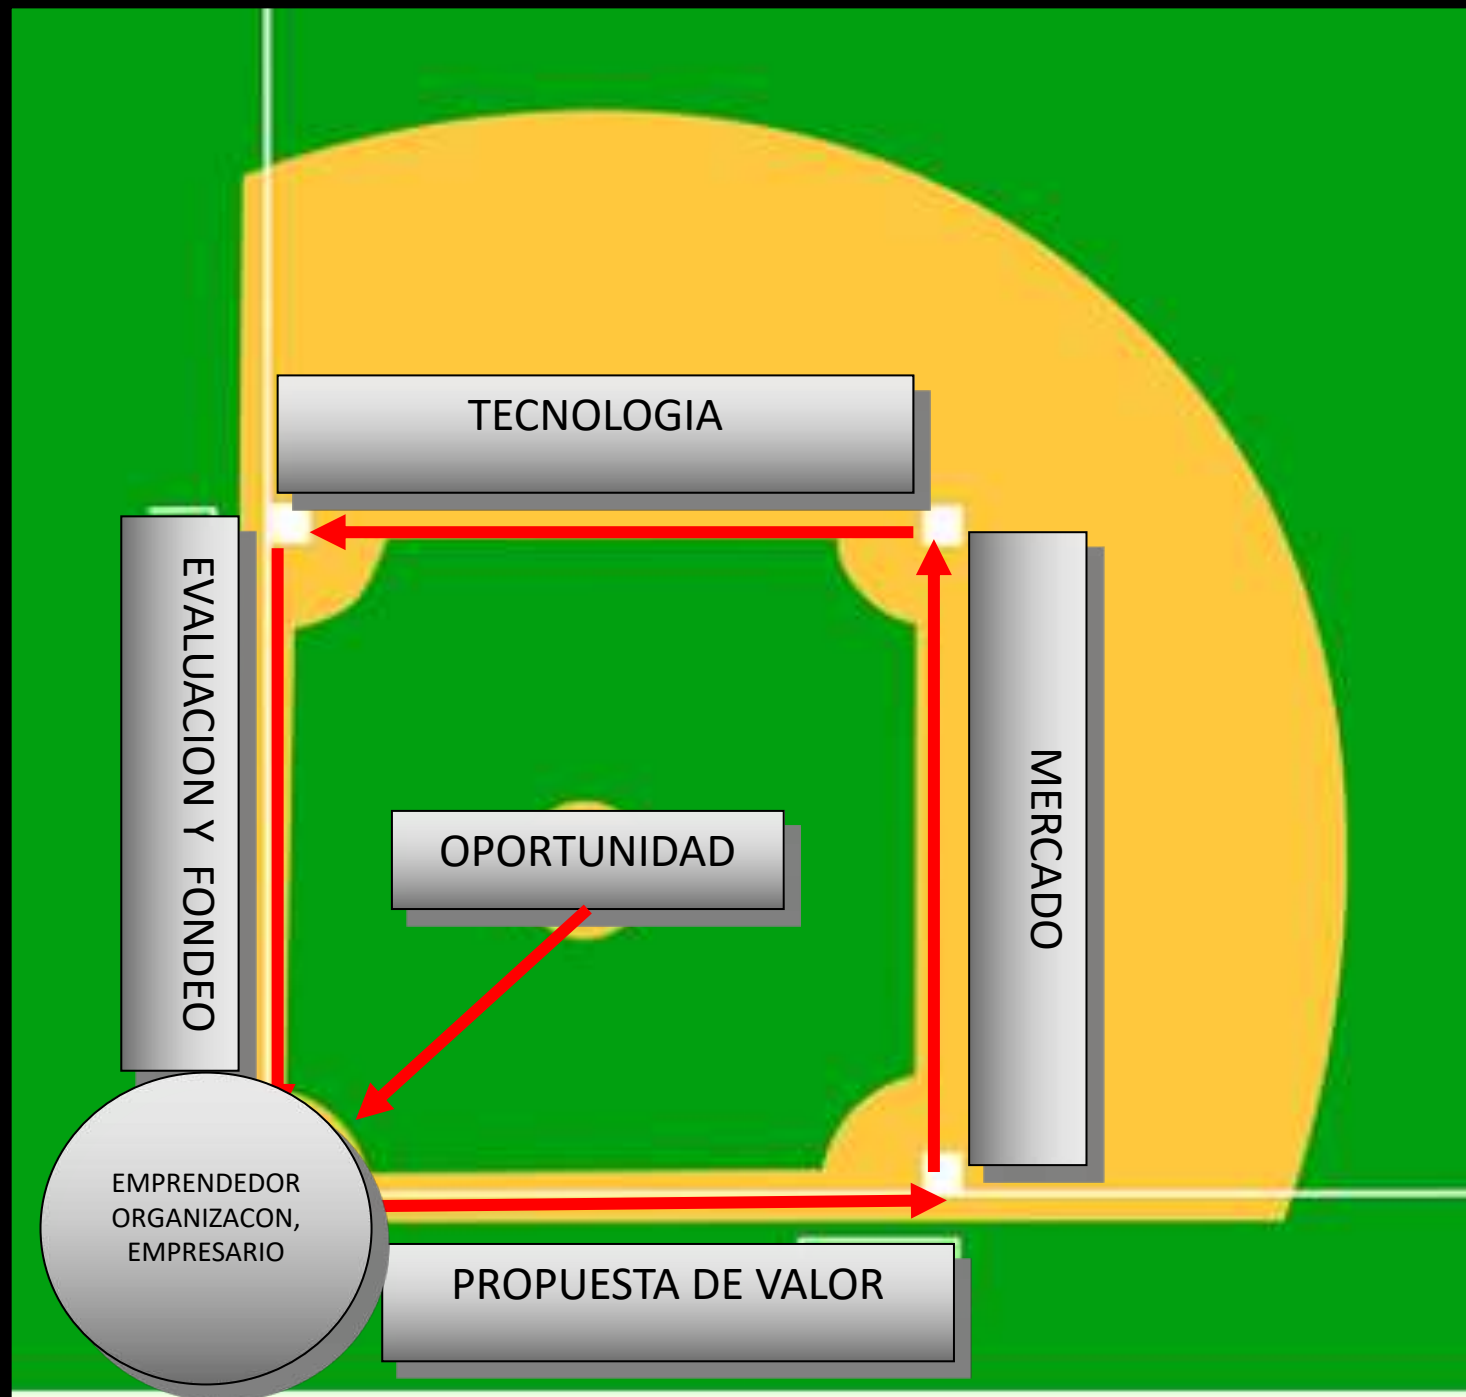 TECNOLOGIA
EVALUACION Y FONDEO
OPORTUNIDAD
MERCADO
EMPRENDEDOR
ORGANIZACON,
EMPRESARIO
PROPUESTA DE VALOR